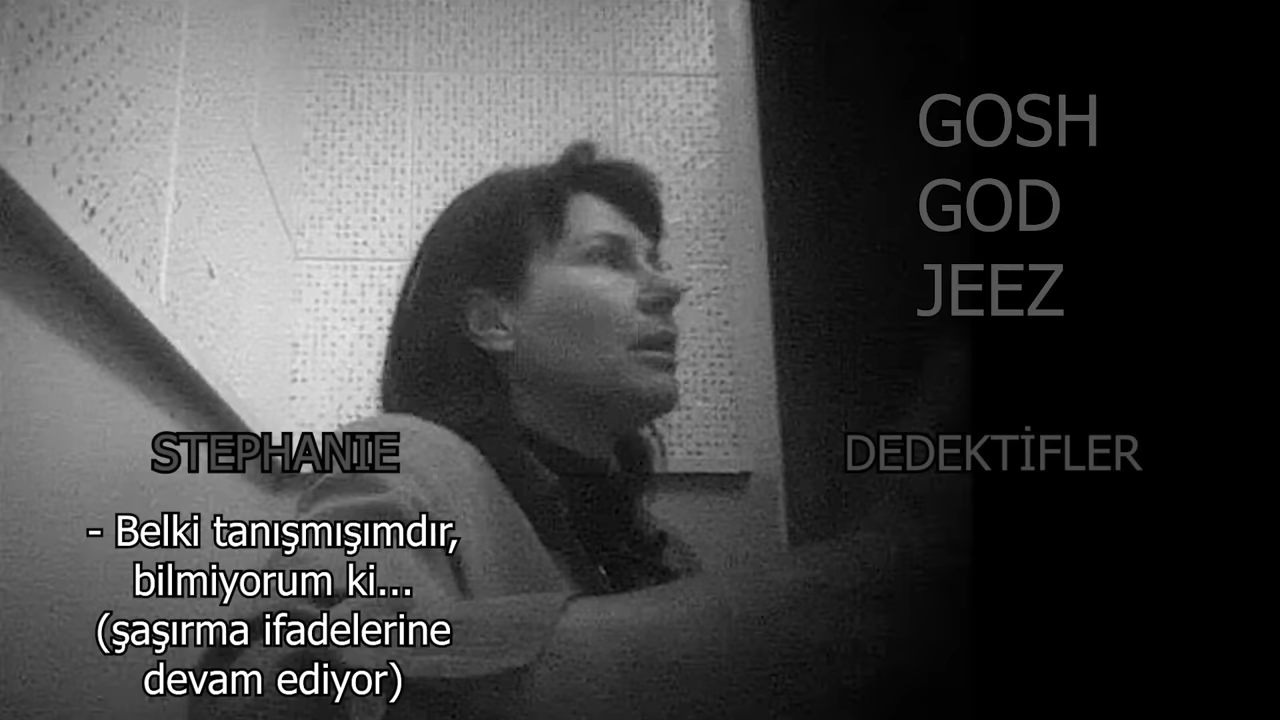 GOSH
GOD
JEEZ
STEPHANIE
DEDEKTİFLER
- Belki tanışmışımdır,
bilmiyorum ki...
(şaşırma ifadelerine
devam ediyor)